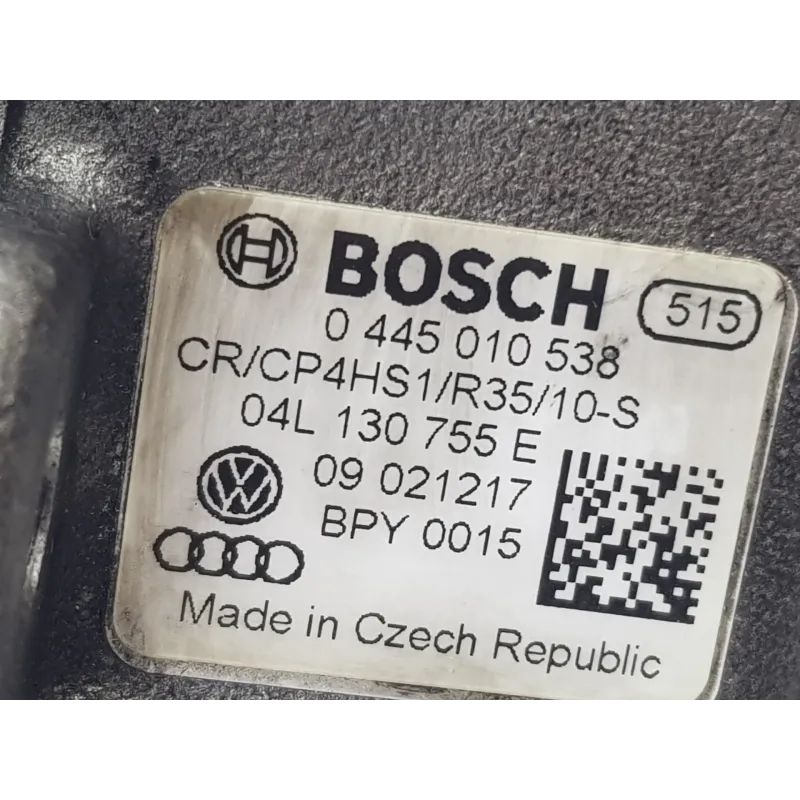 BOSCH 515
0 445 010 538
CR/CP4HS1/R35/10-S
04L 130 755 E
09 021217
BPY 0015
Made in Czech Republic